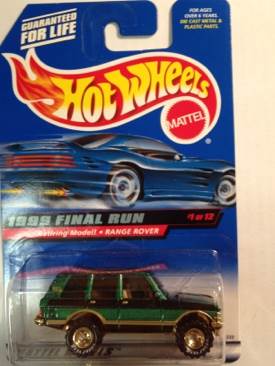 GUARANTEED
FOR LIFE
FOR AGES
OVER 5 YEARS.
DIE CAST METAL &
PLASTIC PARTS.
Hot Wheels
MATTEL
1999 FINAL RUN
#1 OF 12
Retiring Model! • RANGE ROVER